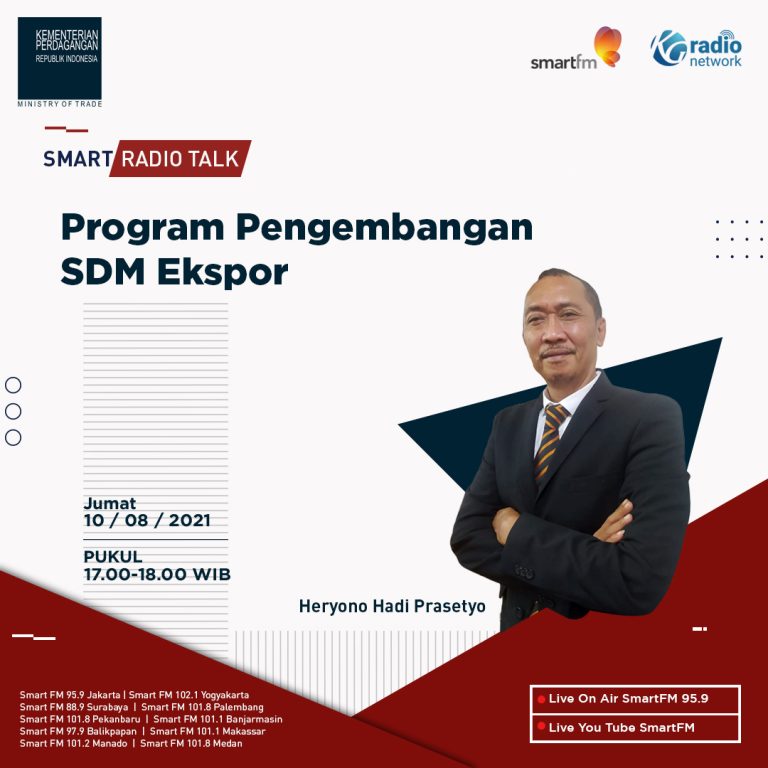 KEMENTERIAN
PERDAGANGAN
REPUBLIK INDONESIA
MINISTRY OF TRADE
smartfm
KG radio
network
SMART RADIO TALK
Program Pengembangan
SDM Ekspor
Jumat
10 / 08 / 2021
PUKUL
17.00-18.00 WIB
Heryono Hadi Prasetyo
Smart FM 95.9 Jakarta | Smart FM 102.1 Yogyakarta
Smart FM 88.9 Surabaya | Smart FM 101.8 Palembang
Smart FM 101.8 Pekanbaru | Smart FM 101.1 Banjarmasin
Smart FM 97.9 Balikpapan | Smart FM 101.1 Makassar
Smart FM 101.2 Manado | Smart FM 101.8 Medan
Live On Air SmartFM 95.9
Live You Tube SmartFM